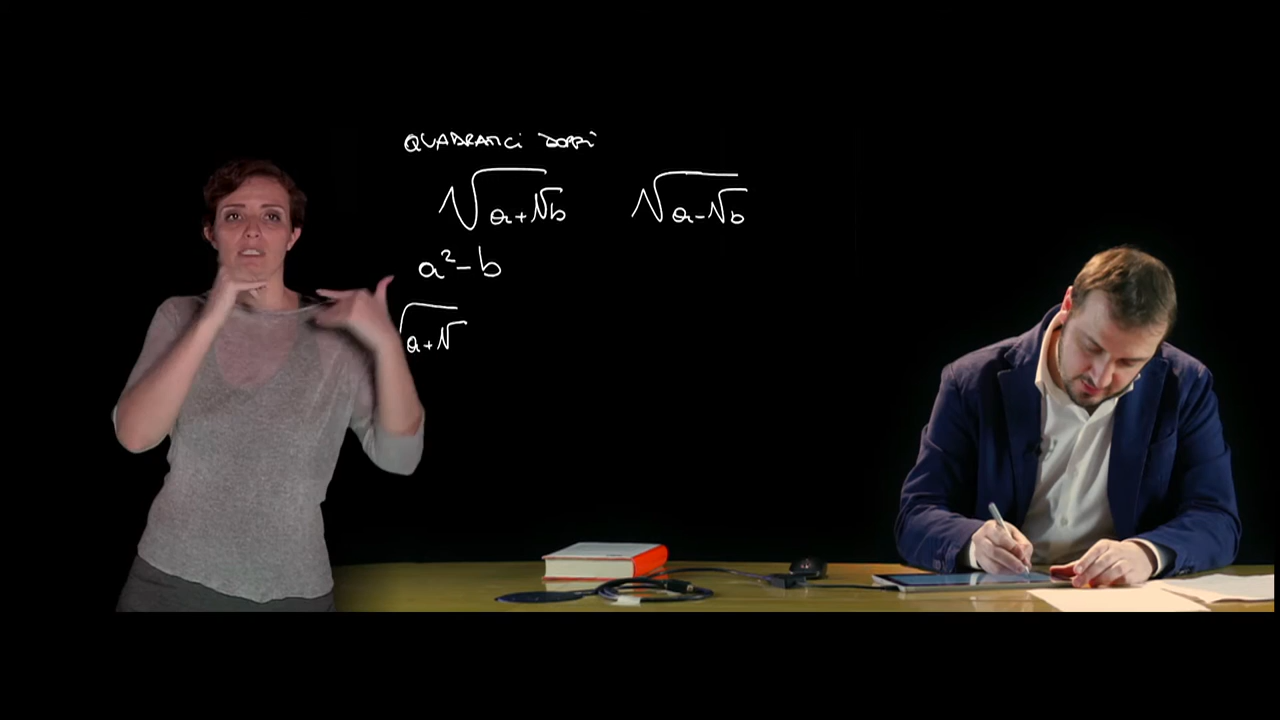 QUADRATICI DOPPI
√(a+√b) √(a-√b)
a²-b
√(a+√